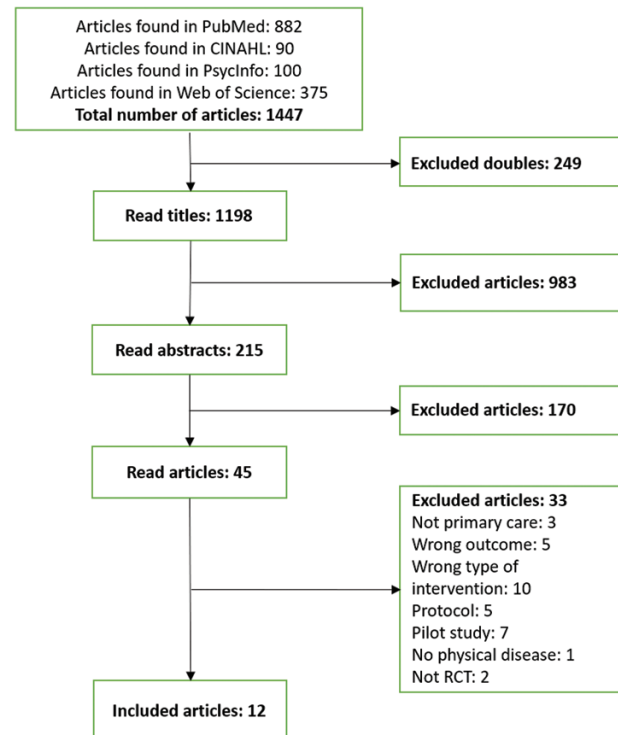 Articles found in PubMed: 882
Articles found in CINAHL: 90
Articles found in PsycInfo: 100
Articles found in Web of Science: 375
Total number of articles: 1447
Excluded doubles: 249
Read titles: 1198
Excluded articles: 983
Read abstracts: 215
Excluded articles: 170
Read articles: 45
Excluded articles: 33
Not primary care: 3
Wrong outcome: 5
Wrong type of
intervention: 10
Protocol: 5
Pilot study: 7
No physical disease: 1
Not RCT: 2
Included articles: 12